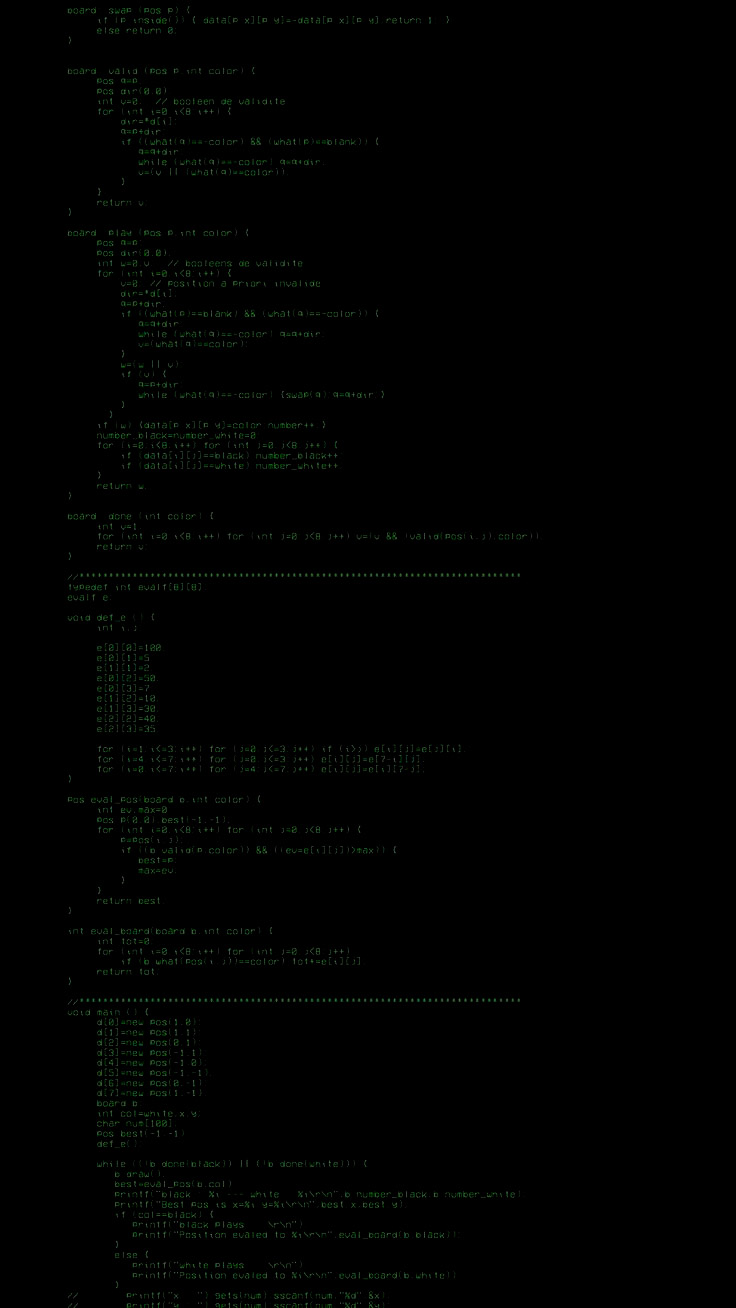 board  swap (pos p) {
if (p inside()) { data[p x][p y]=-data[p x][p y] return 1  }
else return 0
}
board  valid (pos p int color) {
pos q=p
pos dir(0,0)
int v=0   // booleen de validite
for (int i=0 i<8 i++) {
dir=*d[i]
q=p+dir
if ((what(q)==-color) && (what(p)==blank)) {
q=q+dir
while (what(q)==-color) q=q+dir
v=(v || (what(q)==color))
}
}
return v
}
board  play (pos p int color) {
pos q=p
pos dir(0,0)
int w=0 v   // booleens de validite
for (int i=0 i<8 i++) {
v=0  // position a priori invalide
dir=*d[i]
q=p+dir
if ((what(p)==blank) && (what(q)==-color)) {
q=q+dir
while (what(q)==-color) q=q+dir
v=(what(q)==color)
}
w=(w || v)
if (v) {
q=p+dir
while (what(q)==-color) {swap(q) q=q+dir }
}
}
if (w) {data[p x][p y]=color number++ }
number_black=number_white=0
for (i=0 i<8 i++) for (int j=0 j<8 j++) {
if (data[i][j]==black) number_black++
if (data[i][j]==white) number_white++
}
return w
}
board  done (int color) {
int v=1
for (int i=0 i<8 i++) for (int j=0 j<8 j++) v=(v && (valid(pos(i,j),color))
return v
}
//***************************************************************************
typedef int evalf[8][8]
evalf e
void def_e () {
int i,j
e[0][0]=100
e[0][1]=5
e[1][1]=2
e[0][2]=50
e[0][3]=7
e[1][2]=10
e[1][3]=30
e[2][2]=40
e[2][3]=35
for (i=1 i<=3 i++) for (j=0 j<=3 j++) if (i>j) e[i][j]=e[j][i]
for (i=4 i<=7 i++) for (j=0 j<=3 j++) e[i][j]=e[7-i][j]
for (i=0 i<=7 i++) for (j=4 j<=7 j++) e[i][j]=e[i][7-j]
}
pos eval_pos(board b,int color) {
int ev,max=0
pos p(0,0),best(-1,-1)
for (int i=0 i<8 i++) for (int j=0 j<8 j++) {
p=pos(i,j)
if ((b valid(p,color)) && ((ev=e[i][j])>max)) {
best=p
max=ev
}
}
return best
}
int eval_board(board b,int color) {
int tot=0
for (int i=0 i<8 i++) for (int j=0 j<8 j++)
if (b what(pos(i,j))==color) tot+=e[i][j]
return tot
}
//***************************************************************************
void main () {
d[0]=new pos(1,0)
d[1]=new pos(1,1)
d[2]=new pos(0,1)
d[3]=new pos(-1,1)
d[4]=new pos(-1,0)
d[5]=new pos(-1,-1)
d[6]=new pos(0,-1)
d[7]=new pos(1,-1)
board b
int col=white,x,y
char num[100]
pos best(-1,-1)
def_e()
while ((!b done(black)) || (!b done(white))) {
b draw()
best=eval_pos(b,col)
printf("black   %i --- white   %i\r\n",b number_black,b number_white)
printf("Best pos is x=%i y=%i\r\n",best x,best y)
if (col==black) {
printf("black plays    \r\n")
printf("Position evaled to %i\r\n",eval_board(b,black))
}
else {
printf("white plays    \r\n")
printf("Position evaled to %i\r\n",eval_board(b,white))
}
//      printf("x   ") gets(num) sscanf(num,"%d",&x)
//      printf("y   ") gets(num) sscanf(num,"%d",&y)